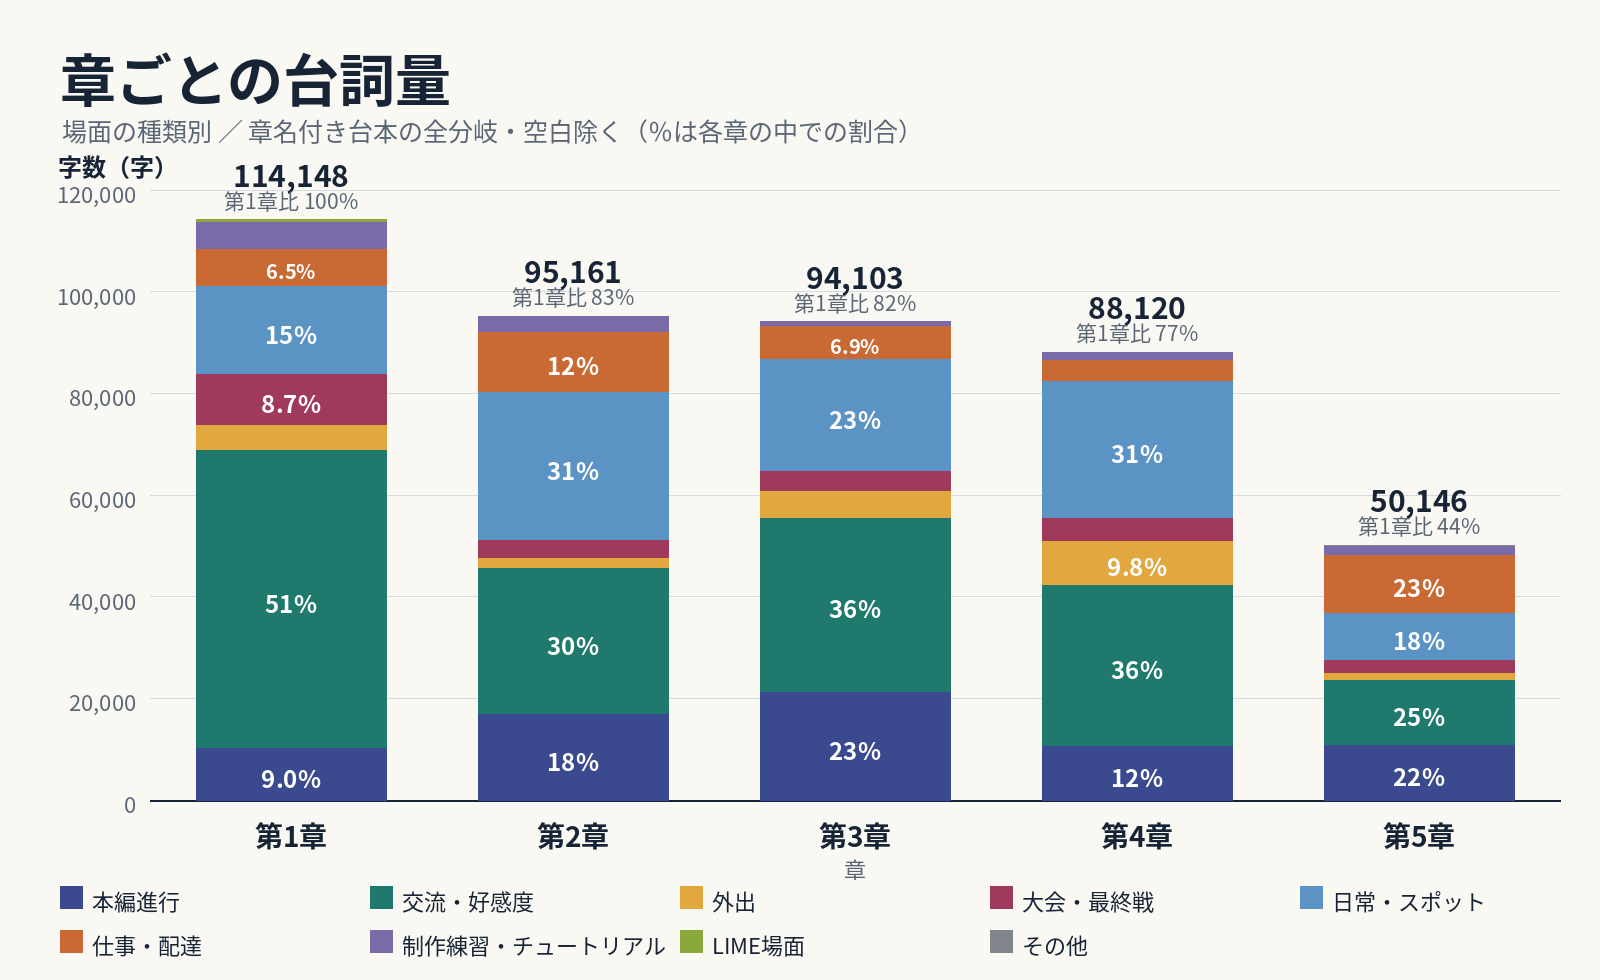 章ごとの台詞量
場面の種類別 ／ 章名付き台本の全分岐・空白除く（%は各章の中での割合）
字数（字）
120,000
100,000
80,000
60,000
40,000
20,000
0
114,148
第1章比 100%
6.5%
15%
8.7%
51%
9.0%
95,161
第1章比 83%
12%
31%
30%
18%
94,103
第1章比 82%
6.9%
23%
36%
23%
88,120
第1章比 77%
31%
9.8%
36%
12%
50,146
第1章比 44%
23%
18%
25%
22%
第1章 第2章 第3章 第4章 第5章
章
本編進行 交流・好感度 外出 大会・最終戦 日常・スポット
仕事・配達 制作練習・チュートリアル LIME場面 その他